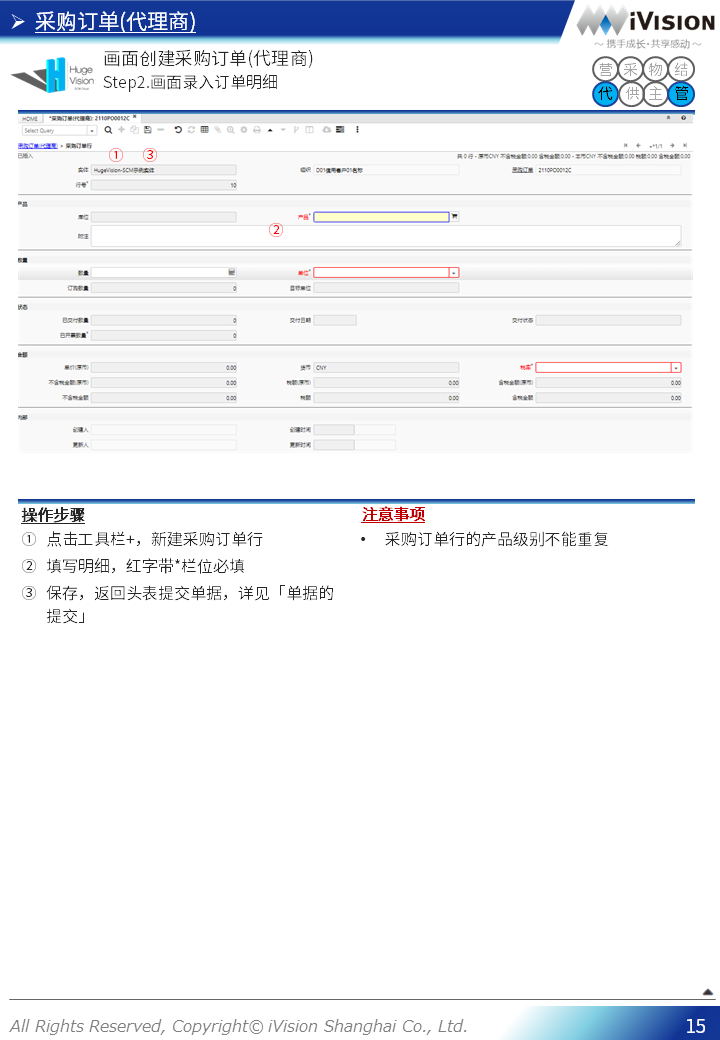 ➢ 采购订单(代理商)
iVISION
～ 携手成长･共享感动 ～
Huge
Vision
画面创建采购订单(代理商)
Step2.画面录入订单明细
营 采 物 结
代 供 主 管
HOME *采购订单(代理商): 2110PO0012C
Select Query
采购订单(代理商) > 采购订单行
*1/1
已插入
共 0 行 - 原币CNY 不含税金额:0.00 含税金额:0.00 - 本币CNY 不含税金额:0.00 税额:0.00 含税金额:0.00
① ③
实体 HugeVision-SCM示例实体 组织 D01信用客户01名称 采购订单 2110PO0012C
行号* 10
产品
库位 产品*
②
附注
数量
数量 单位*
订购数量 0 目标单位
状态
已交付数量 0 交付日期 交付状态
已开票数量* 0
金额
单价(原币) 0.00 货币 CNY 税率*
不含税金额(原币) 0.00 税额(原币) 0.00 含税金额(原币) 0.00
不含税金额 0.00 税额 0.00 含税金额 0.00
内部
创建人 创建时间
更新人 更新时间
操作步骤
① 点击工具栏+，新建采购订单行
② 填写明细，红字带*栏位必填
③ 保存，返回头表提交单据，详见「单据的
提交」
注意事项
• 采购订单行的产品级别不能重复
All Rights Reserved, Copyright© iVision Shanghai Co., Ltd.
15